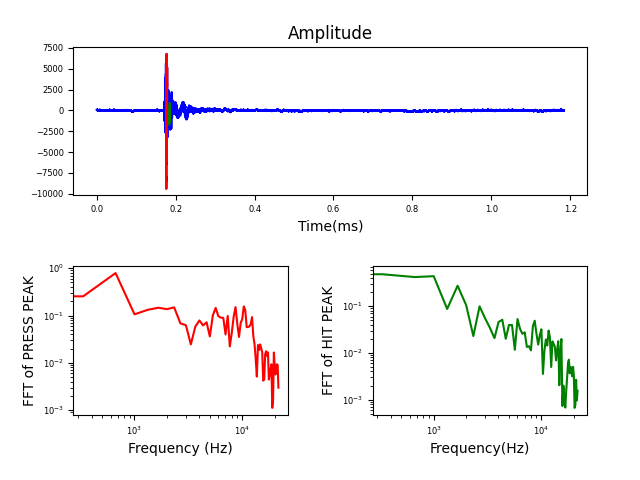 Amplitude
7500
5000
2500
0
−2500
−5000
−7500
−10000
0.0 0.2 0.4 0.6 0.8 1.0 1.2
Time(ms)
FFT of PRESS PEAK
10⁰
10⁻¹
10⁻²
10⁻³
10³ 10⁴
Frequency (Hz)
FFT of HIT PEAK
10⁻¹
10⁻²
10⁻³
10³ 10⁴
Frequency(Hz)